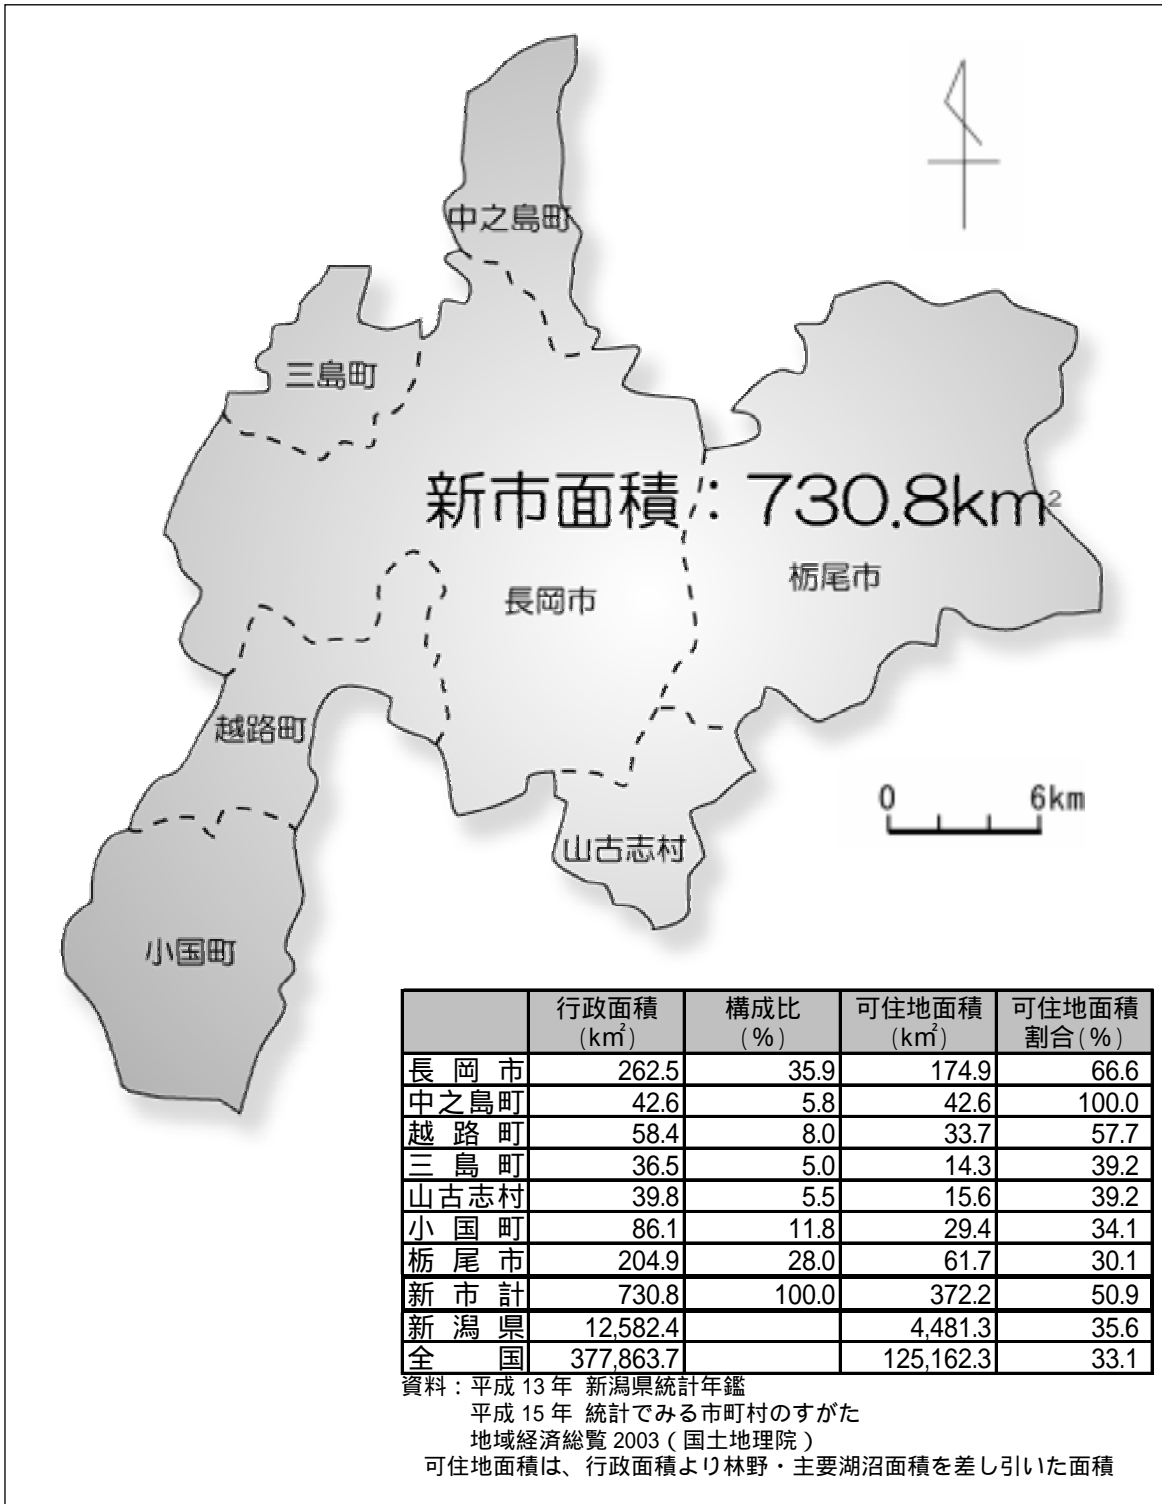 中之島町
三島町
新市面積：730.8km²
栃尾市
長岡市
越路町
0 6km
山古志村
小国町
行政面積(k㎡) 構成比(%) 可住地面積(k㎡) 可住地面積割合(%)
長岡市 262.5 35.9 174.9 66.6
中之島町 42.6 5.8 42.6 100.0
越路町 58.4 8.0 33.7 57.7
三島町 36.5 5.0 14.3 39.2
山古志村 39.8 5.5 15.6 39.2
小国町 86.1 11.8 29.4 34.1
栃尾市 204.9 28.0 61.7 30.1
新市計 730.8 100.0 372.2 50.9
新潟県 12,582.4 4,481.3 35.6
全国 377,863.7 125,162.3 33.1
資料：平成13年 新潟県統計年鑑
平成15年 統計でみる市町村のすがた
地域経済総覧2003（国土地理院）
可住地面積は、行政面積より林野・主要湖沼面積を差し引いた面積